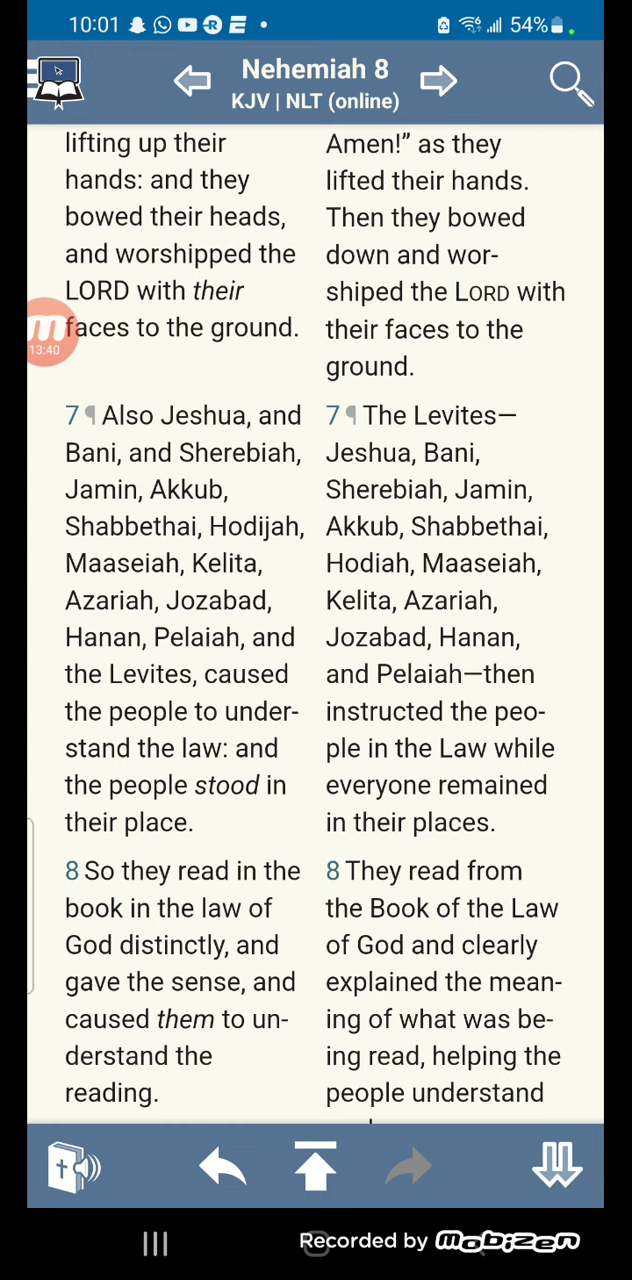 10:01
54%
Nehemiah 8
KJV | NLT (online)
lifting up their
hands: and they
bowed their heads,
and worshipped the
LORD with their
faces to the ground.
13:40
7 ¶ Also Jeshua, and
Bani, and Sherebiah,
Jamin, Akkub,
Shabbethai, Hodijah,
Maaseiah, Kelita,
Azariah, Jozabad,
Hanan, Pelaiah, and
the Levites, caused
the people to under-
stand the law: and
the people stood in
their place.
8 So they read in the
book in the law of
God distinctly, and
gave the sense, and
caused them to un-
derstand the
reading.
Amen!” as they
lifted their hands.
Then they bowed
down and wor-
shiped the LORD with
their faces to the
ground.
7 ¶ The Levites—
Jeshua, Bani,
Sherebiah, Jamin,
Akkub, Shabbethai,
Hodiah, Maaseiah,
Kelita, Azariah,
Jozabad, Hanan,
and Pelaiah—then
instructed the peo-
ple in the Law while
everyone remained
in their places.
8 They read from
the Book of the Law
of God and clearly
explained the mean-
ing of what was be-
ing read, helping the
people understand
Recorded by Mobizen